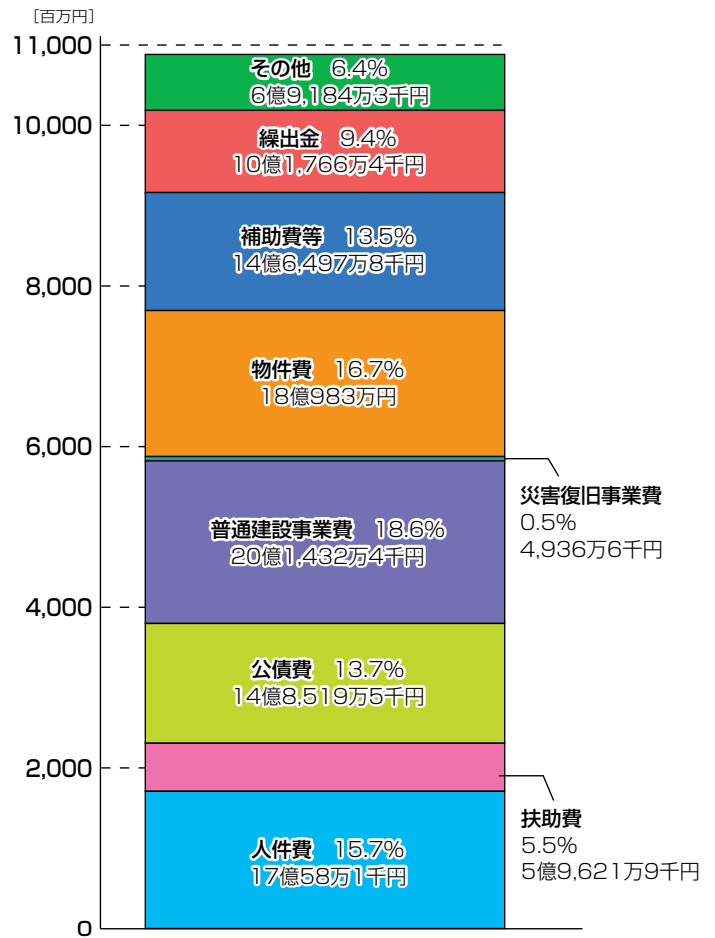 ［百万円］
11,000
その他 6.4%
6億9,184万3千円
10,000
繰出金 9.4%
10億1,766万4千円
補助費等 13.5%
14億6,497万8千円
8,000
物件費 16.7%
18億983万円
6,000
災害復旧事業費
0.5%
4,936万6千円
普通建設事業費 18.6%
20億1,432万4千円
4,000
公債費 13.7%
14億8,519万5千円
2,000
扶助費
5.5%
5億9,621万9千円
人件費 15.7%
17億58万1千円
0